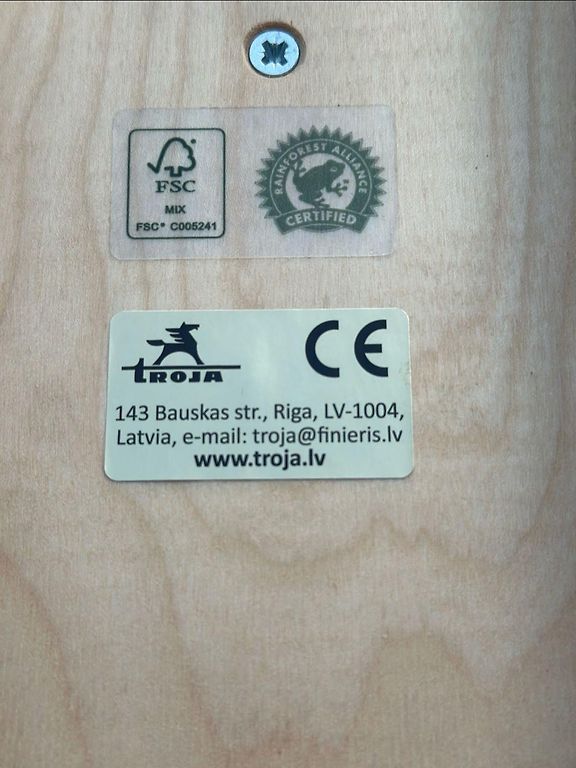 FSC
MIX
FSC® C005241
RAINFOREST ALLIANCE
CERTIFIED
troja
CE
143 Bauskas str., Riga, LV-1004,
Latvia, e-mail: troja@finieris.lv
www.troja.lv